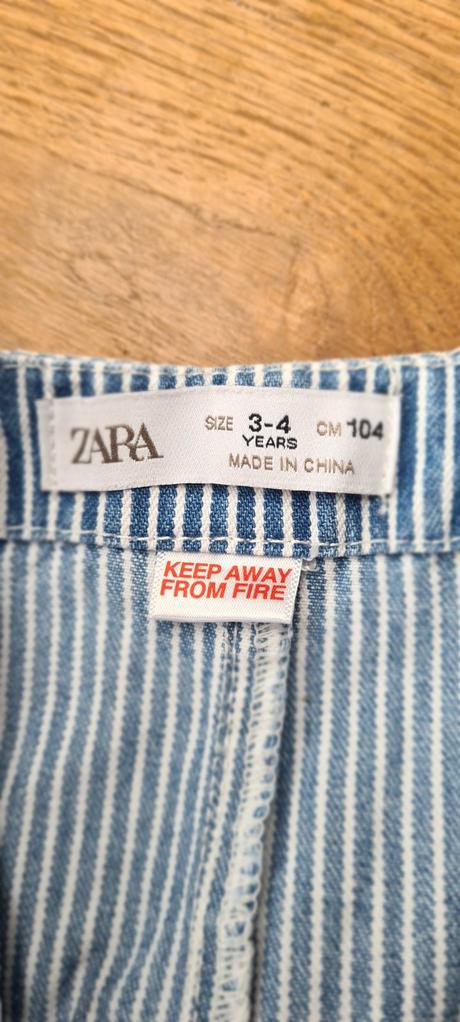 ZARA
SIZE 3-4 YEARS CM 104
MADE IN CHINA
KEEP AWAY
FROM FIRE